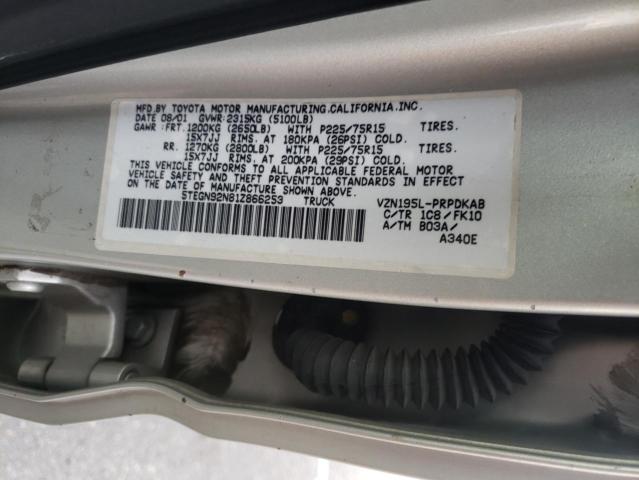 MFD.BY TOYOTA MOTOR MANUFACTURING,CALIFORNIA,INC.
DATE 08/01 GVWR:2315KG (5100LB)
GAWR: FRT.1200KG (2650LB) WITH P225/75R15 TIRES.
15X7JJ RIMS, AT 180KPA (26PSI) COLD.
RR. 1270KG (2800LB) WITH P225/75R15 TIRES.
15X7JJ RIMS, AT 200KPA (29PSI) COLD.
THIS VEHICLE CONFORMS TO ALL APPLICABLE FEDERAL MOTOR
VEHICLE SAFETY AND THEFT PREVENTION STANDARDS IN EFFECT
ON THE DATE OF MANUFACTURE SHOWN ABOVE.
5TEGN92N81Z866253 TRUCK
VZN195L-PRPDKAB
C/TR 1C8/FK10
A/TM B03A/
A340E